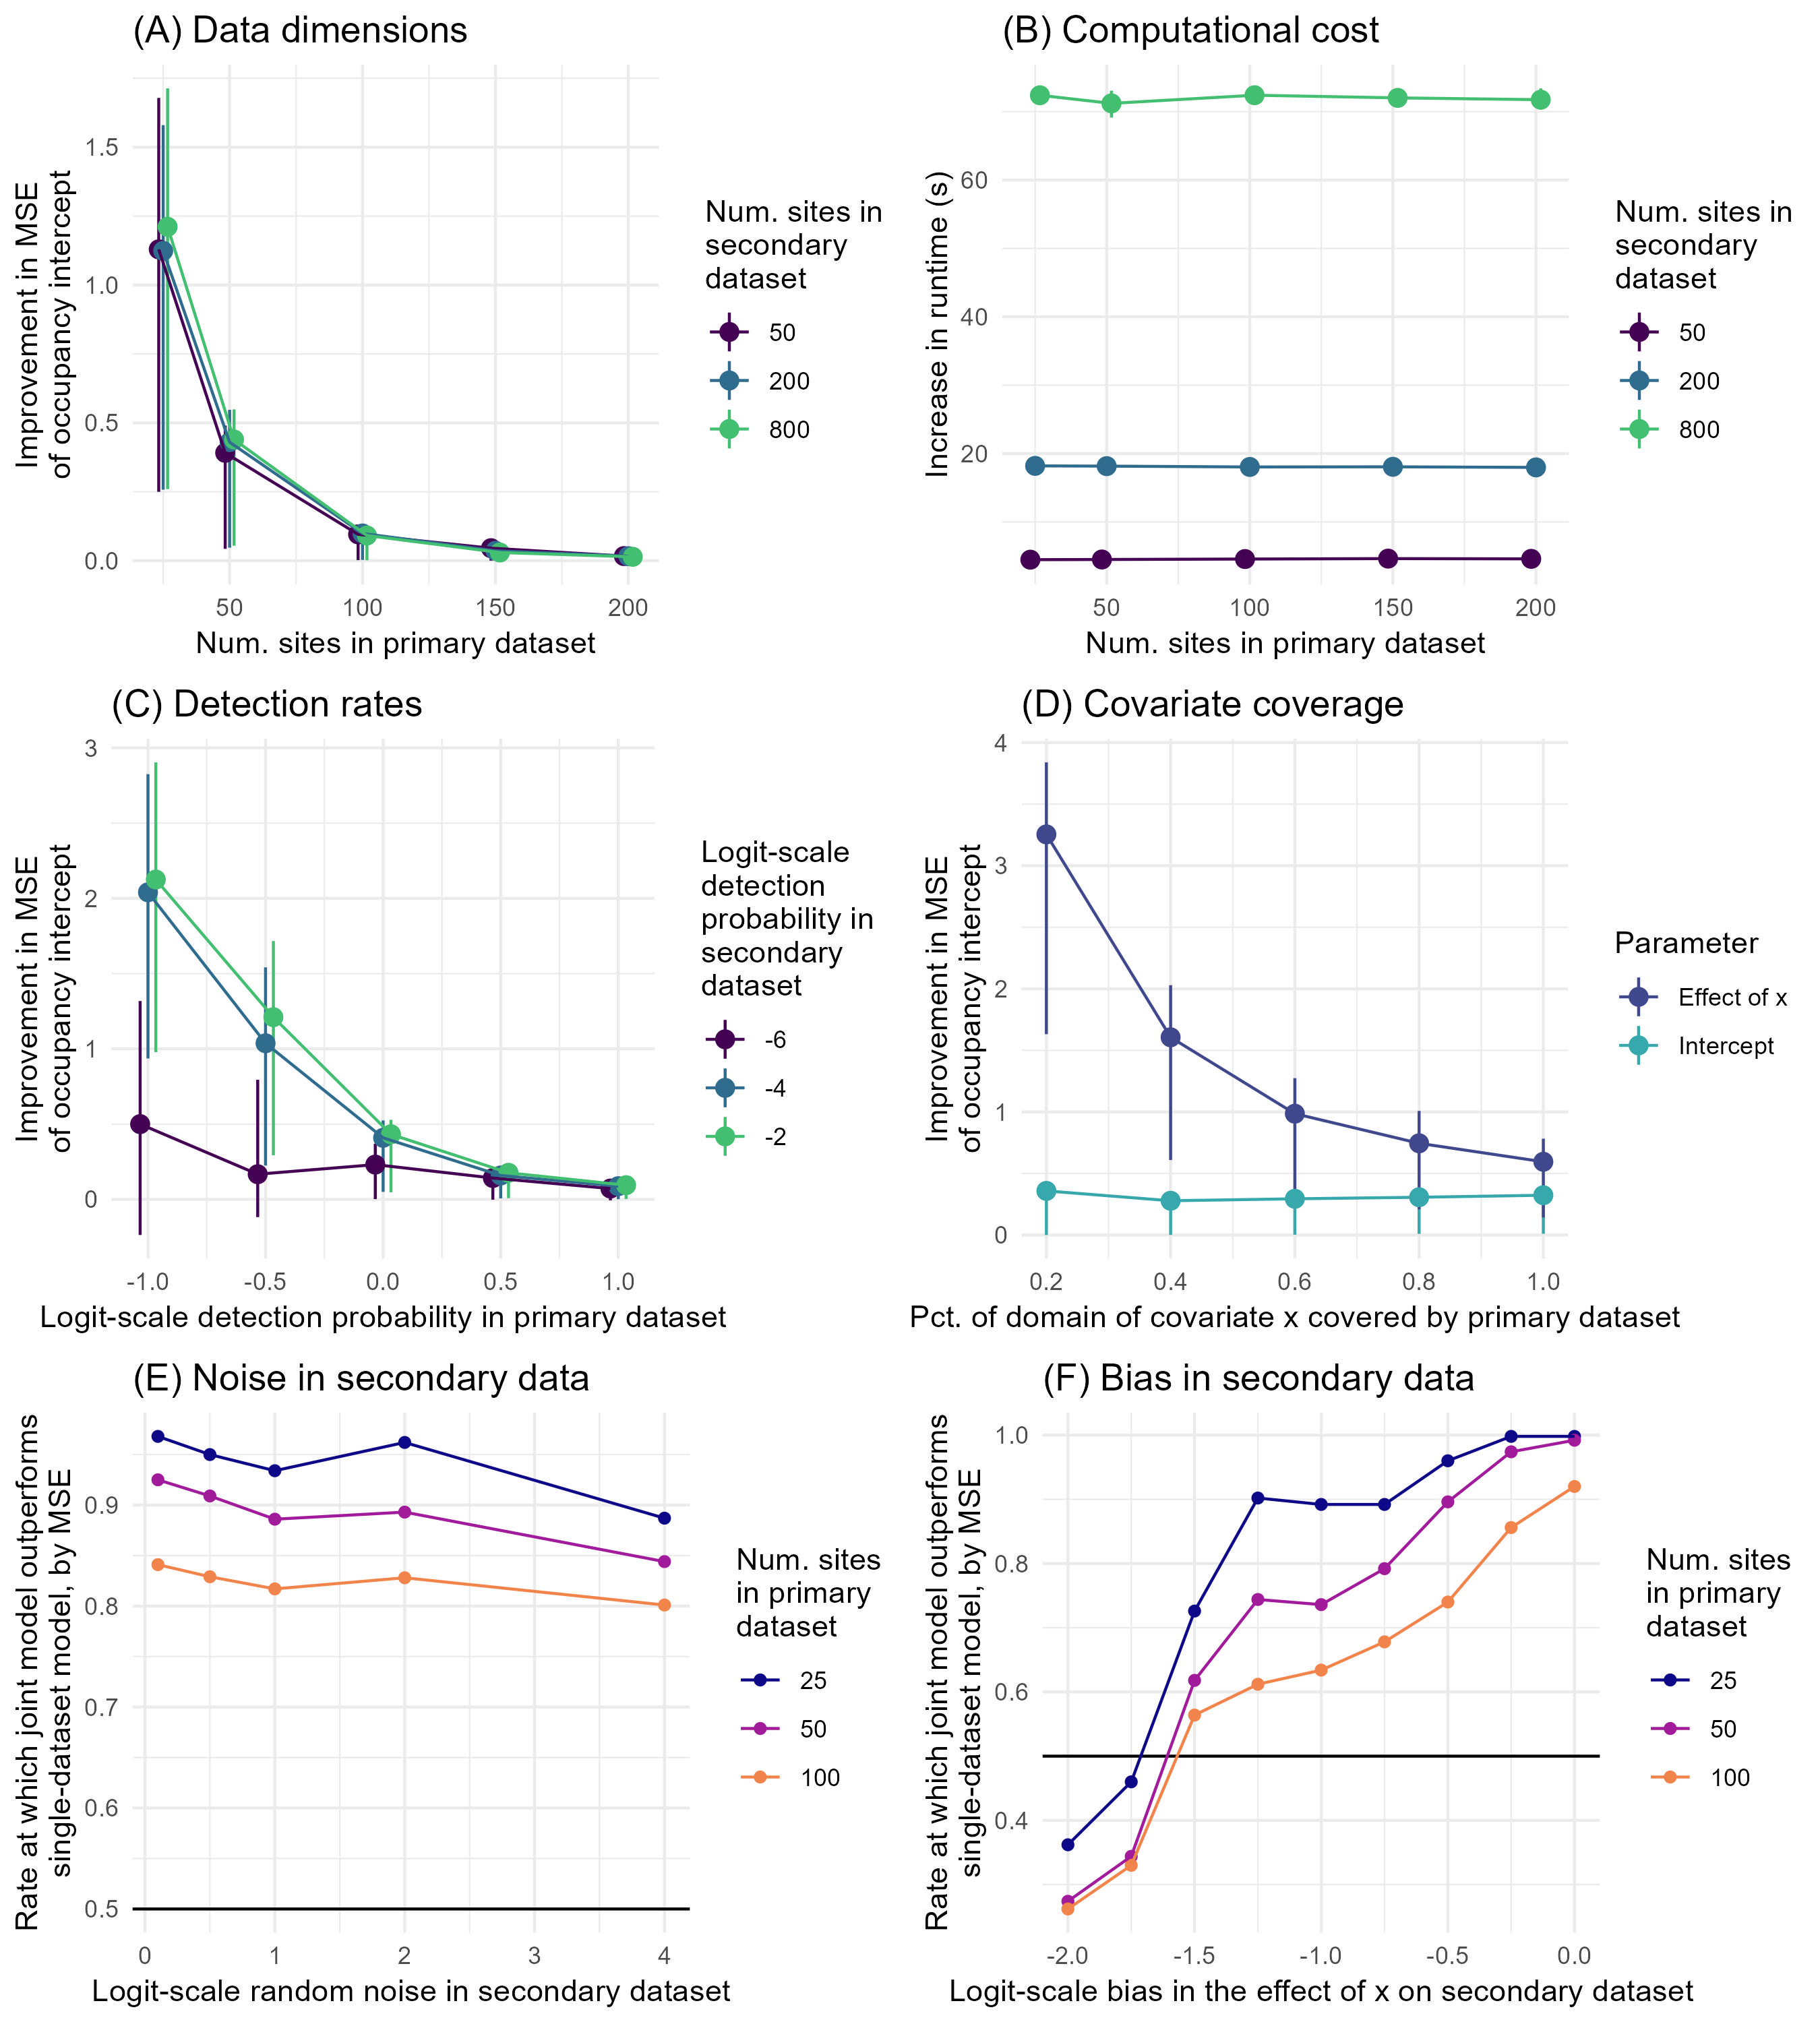 (A) Data dimensions
Improvement in MSE
of occupancy intercept
1.5
1.0
0.5
0.0
50
100
150
200
Num. sites in primary dataset
Num. sites in
secondary
dataset
50
200
800
(B) Computational cost
Increase in runtime (s)
60
40
20
50
100
150
200
Num. sites in primary dataset
Num. sites in
secondary
dataset
50
200
800
(C) Detection rates
Improvement in MSE
of occupancy intercept
3
2
1
0
-1.0
-0.5
0.0
0.5
1.0
Logit-scale detection probability in primary dataset
Logit-scale
detection
probability in
secondary
dataset
-6
-4
-2
(D) Covariate coverage
Improvement in MSE
of occupancy intercept
4
3
2
1
0
0.2
0.4
0.6
0.8
1.0
Pct. of domain of covariate x covered by primary dataset
Parameter
Effect of x
Intercept
(E) Noise in secondary data
Rate at which joint model outperforms
single-dataset model, by MSE
0.9
0.8
0.7
0.6
0.5
0
1
2
3
4
Logit-scale random noise in secondary dataset
Num. sites
in primary
dataset
25
50
100
(F) Bias in secondary data
Rate at which joint model outperforms
single-dataset model, by MSE
1.0
0.8
0.6
0.4
-2.0
-1.5
-1.0
-0.5
0.0
Logit-scale bias in the effect of x on secondary dataset
Num. sites
in primary
dataset
25
50
100